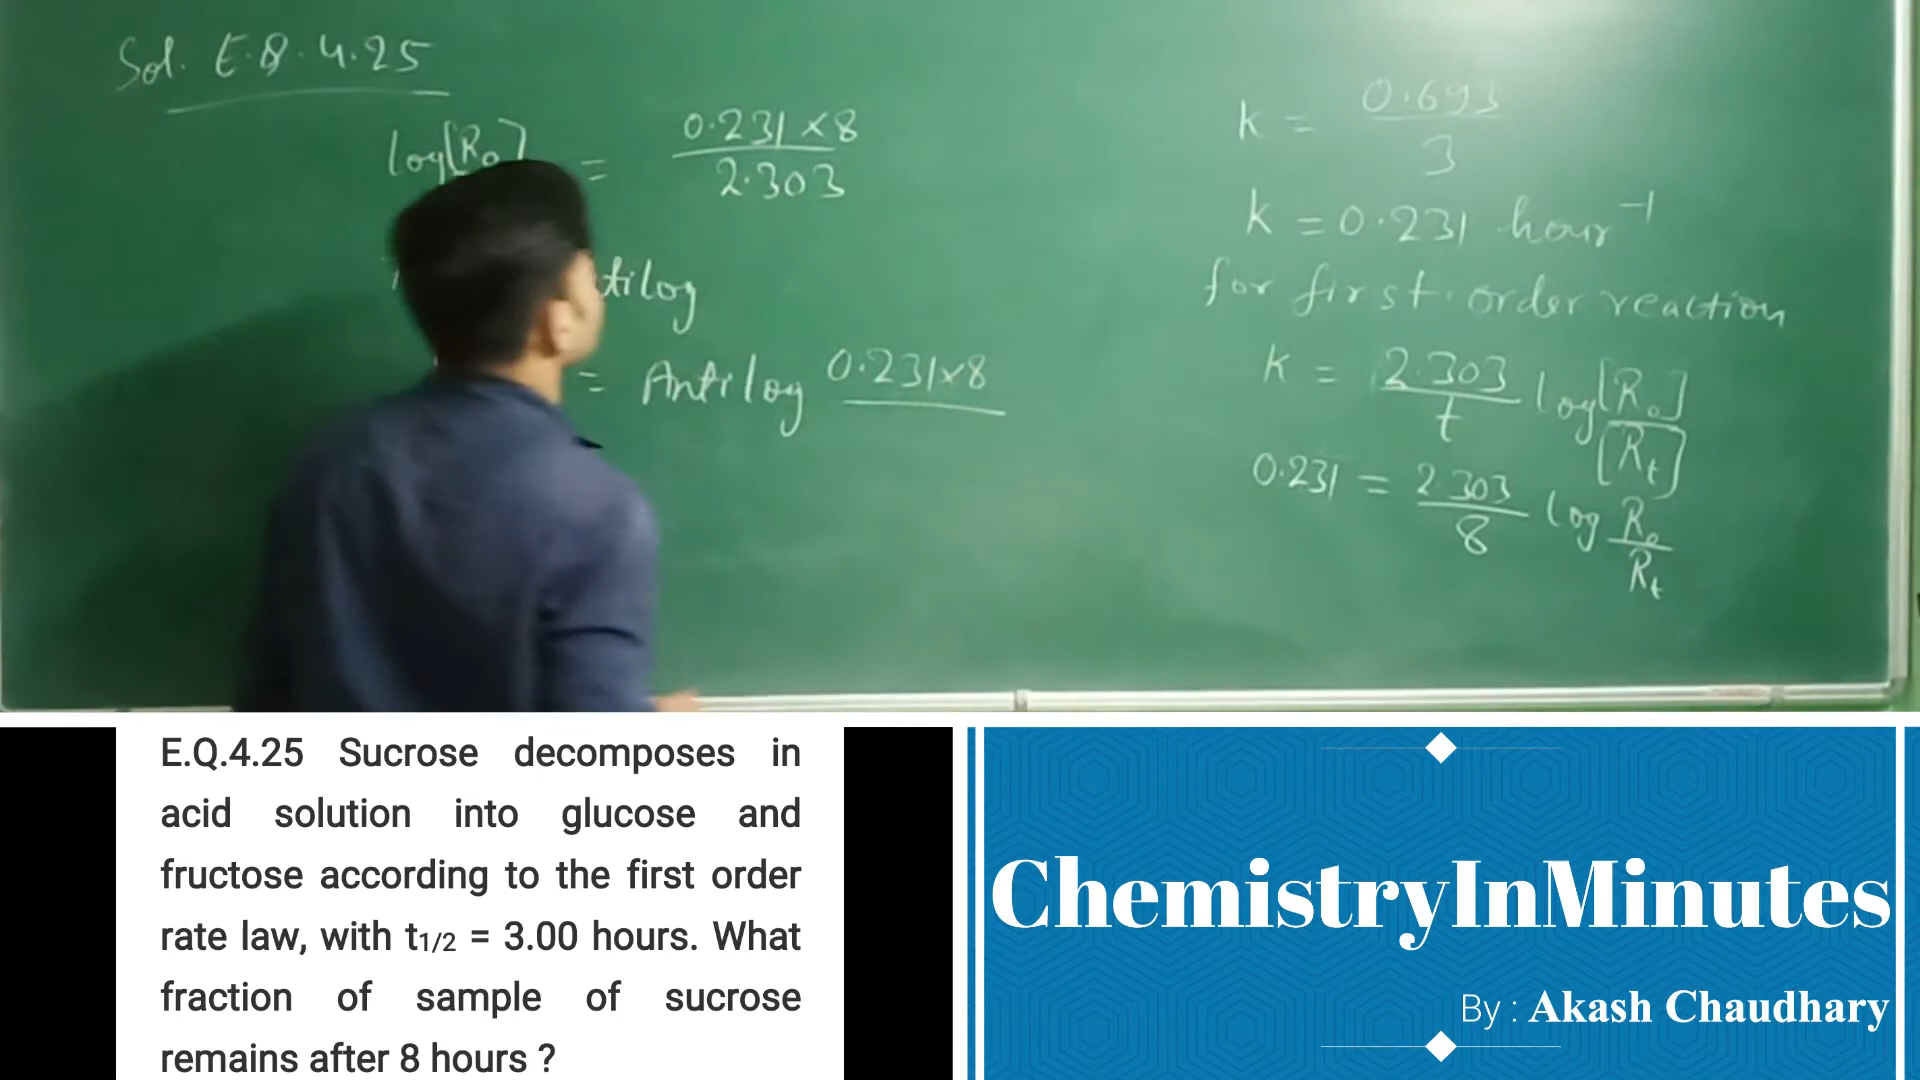 Sol. E.Q.4.25
log[R₀] = 0.231×8
2.303
tilog
= Antilog 0.231×8
k = 0.693
3
k = 0.231 hour⁻¹
for first order reaction
k = 2.303 log [R₀]
t [Rₜ]
0.231 = 2.303 log R₀
8 Rₜ
E.Q.4.25 Sucrose decomposes in
acid solution into glucose and
fructose according to the first order
rate law, with t1/2 = 3.00 hours. What
fraction of sample of sucrose
remains after 8 hours ?
ChemistryInMinutes
By : Akash Chaudhary